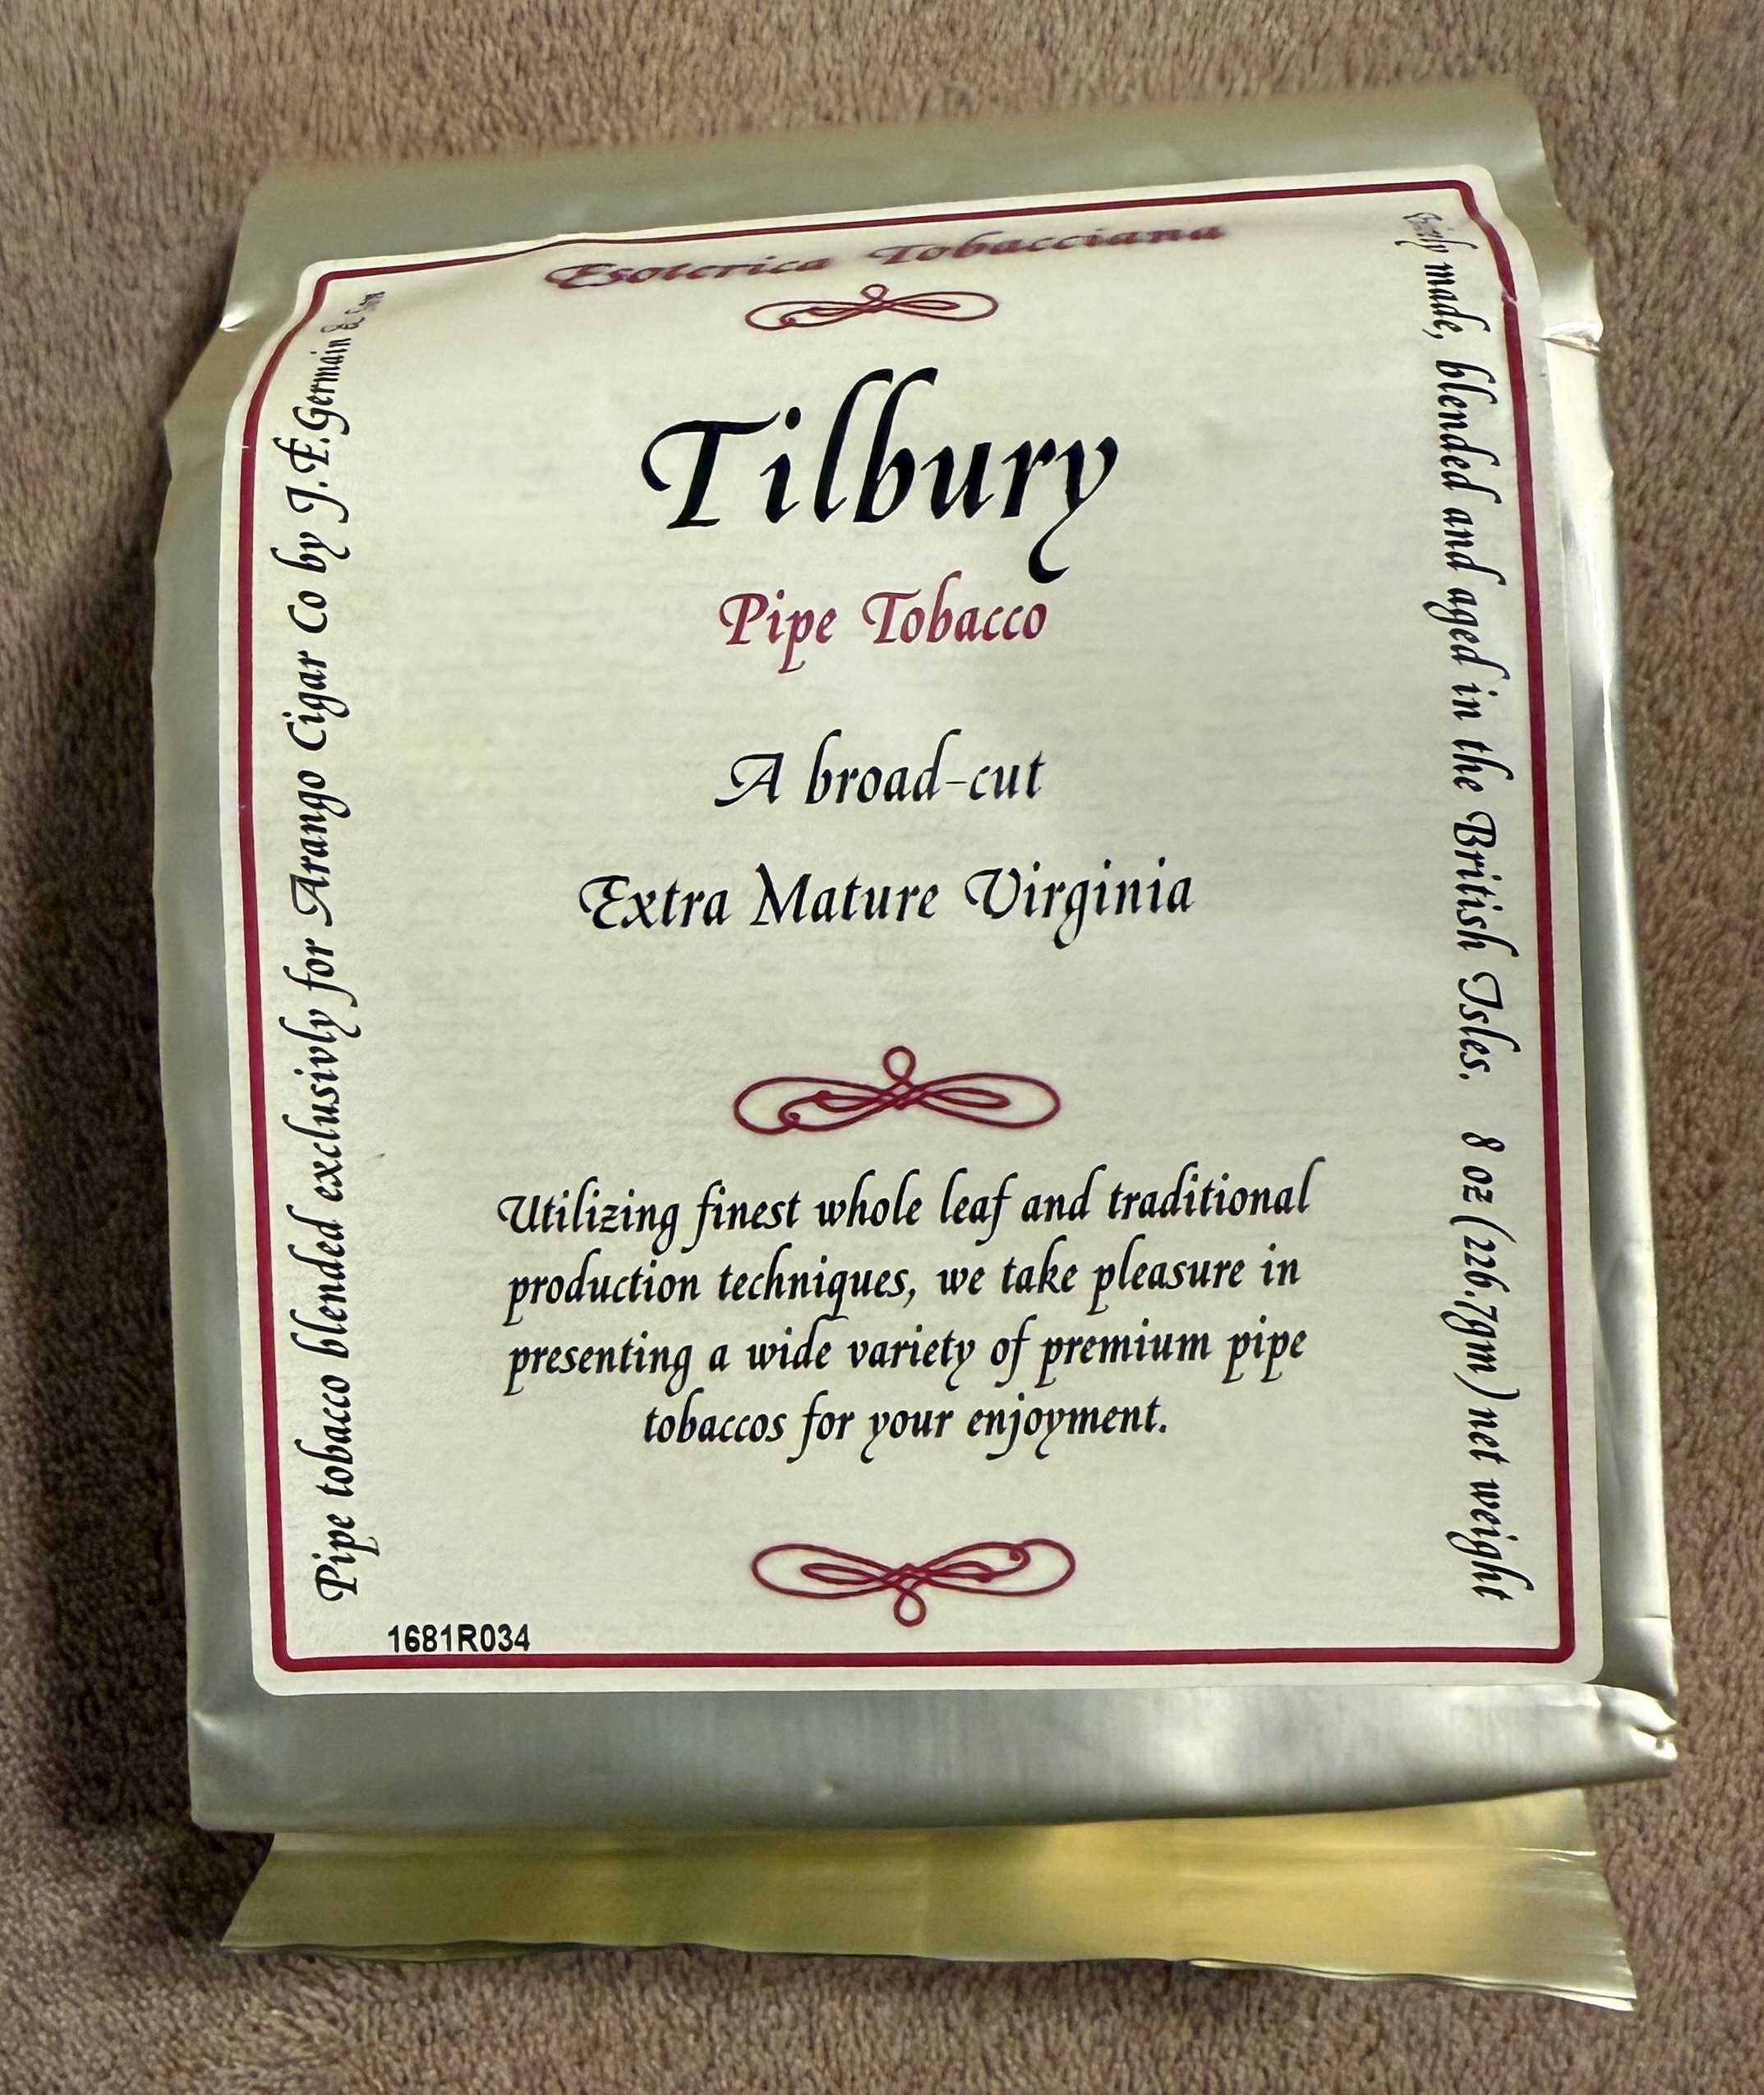 Esoterica Tobacciana
Tilbury
Pipe Tobacco
A broad-cut
Extra Mature Virginia
Utilizing finest whole leaf and traditional
production techniques, we take pleasure in
presenting a wide variety of premium pipe
tobaccos for your enjoyment.
Pipe tobacco blended exclusivly for Arango Cigar Co by J.F.Germain & Sons
made, blended and aged in the British Isles. 8 oz (226.7gm) net weight
1681R034